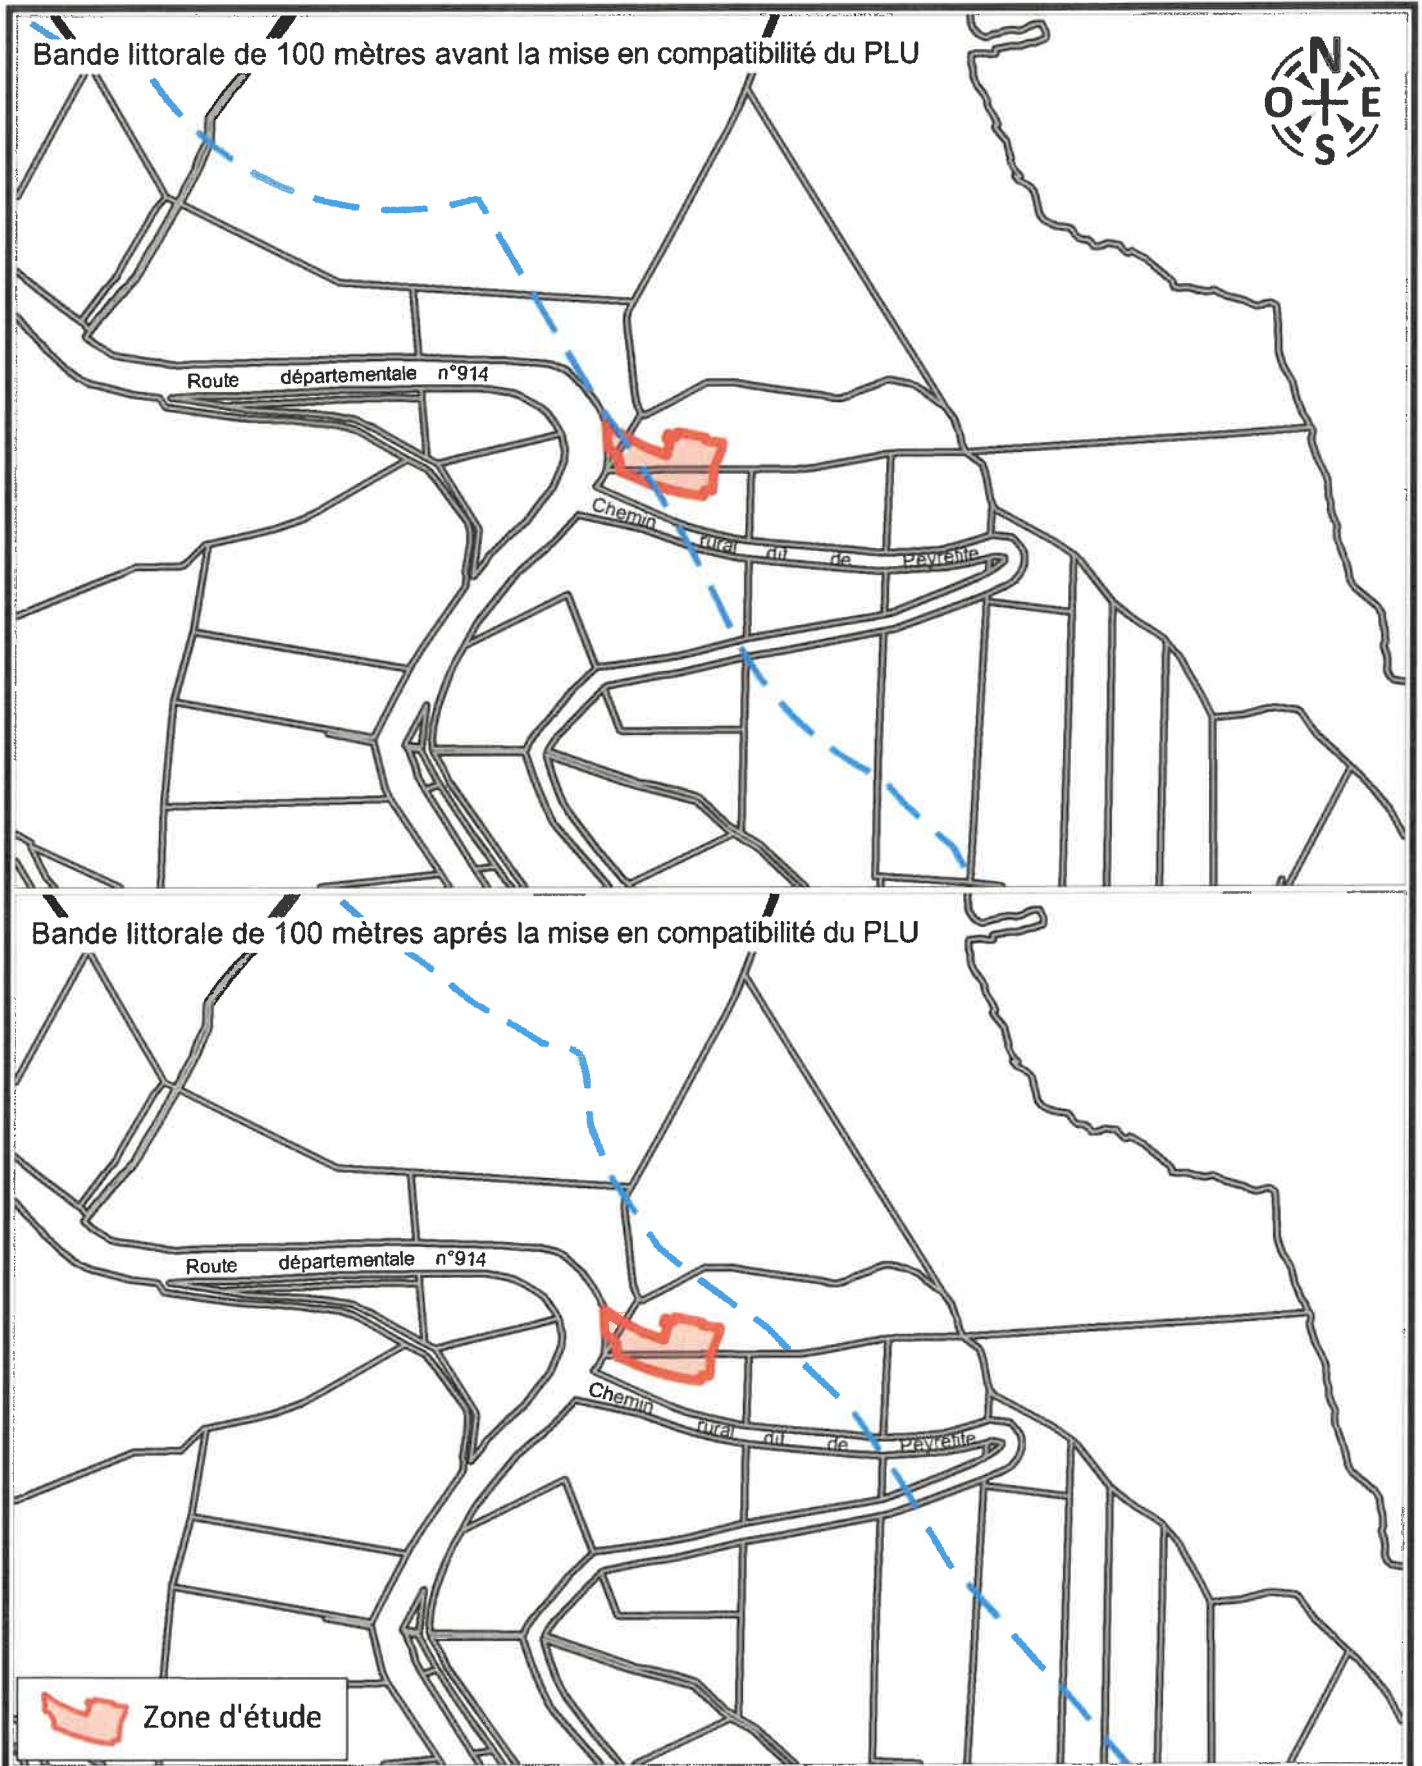 Bande littorale de 100 mètres avant la mise en compatibilité du PLU
N
O E
S
Route départementale n°914
Chemin rural dit de Peyrefite
Bande littorale de 100 mètres aprés la mise en compatibilité du PLU
Route départementale n°914
Chemin rural dit de Peyrefite
Zone d'étude